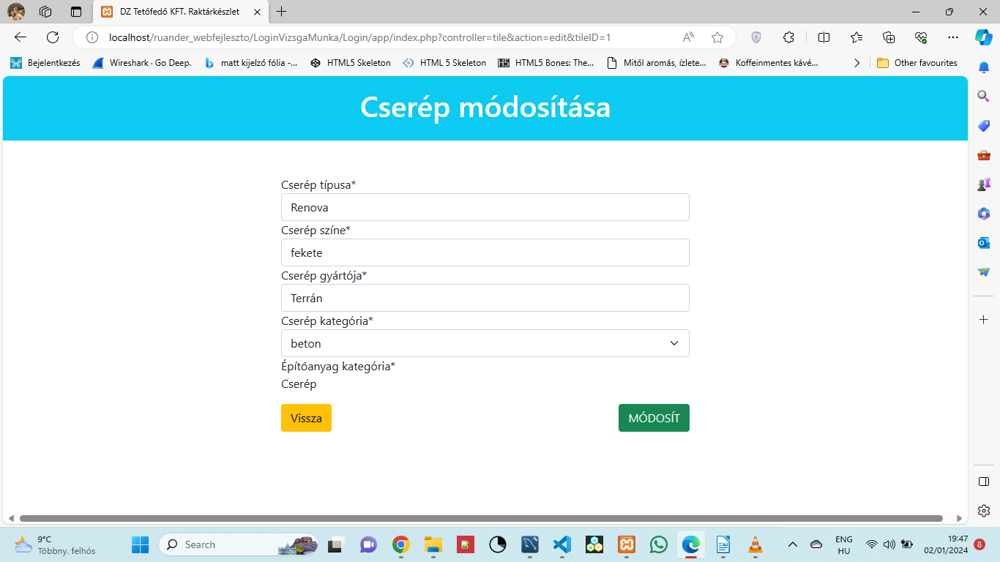 DZ Tetőfedő KFT. Raktárkészlet
localhost/ruander_webfejleszto/LoginVizsgaMunka/Login/app/index.php?controller=tile&action=edit&tileID=1
Bejelentkezés
Wireshark · Go Deep.
matt kijelző fólia -...
HTML5 Skeleton
HTML 5 Skeleton
H5
HTML5 Bones: The...
Mitől aromás, ízlete...
Koffeinmentes kávé...
Other favourites
Cserép módosítása
Cserép típusa*
Renova
Cserép színe*
fekete
Cserép gyártója*
Terrán
Cserép kategória*
beton
Építőanyag kategória*
Cserép
Vissza
MÓDOSÍT
9°C
Többny. felhős
Search
ENG
HU
19:47
02/01/2024
8